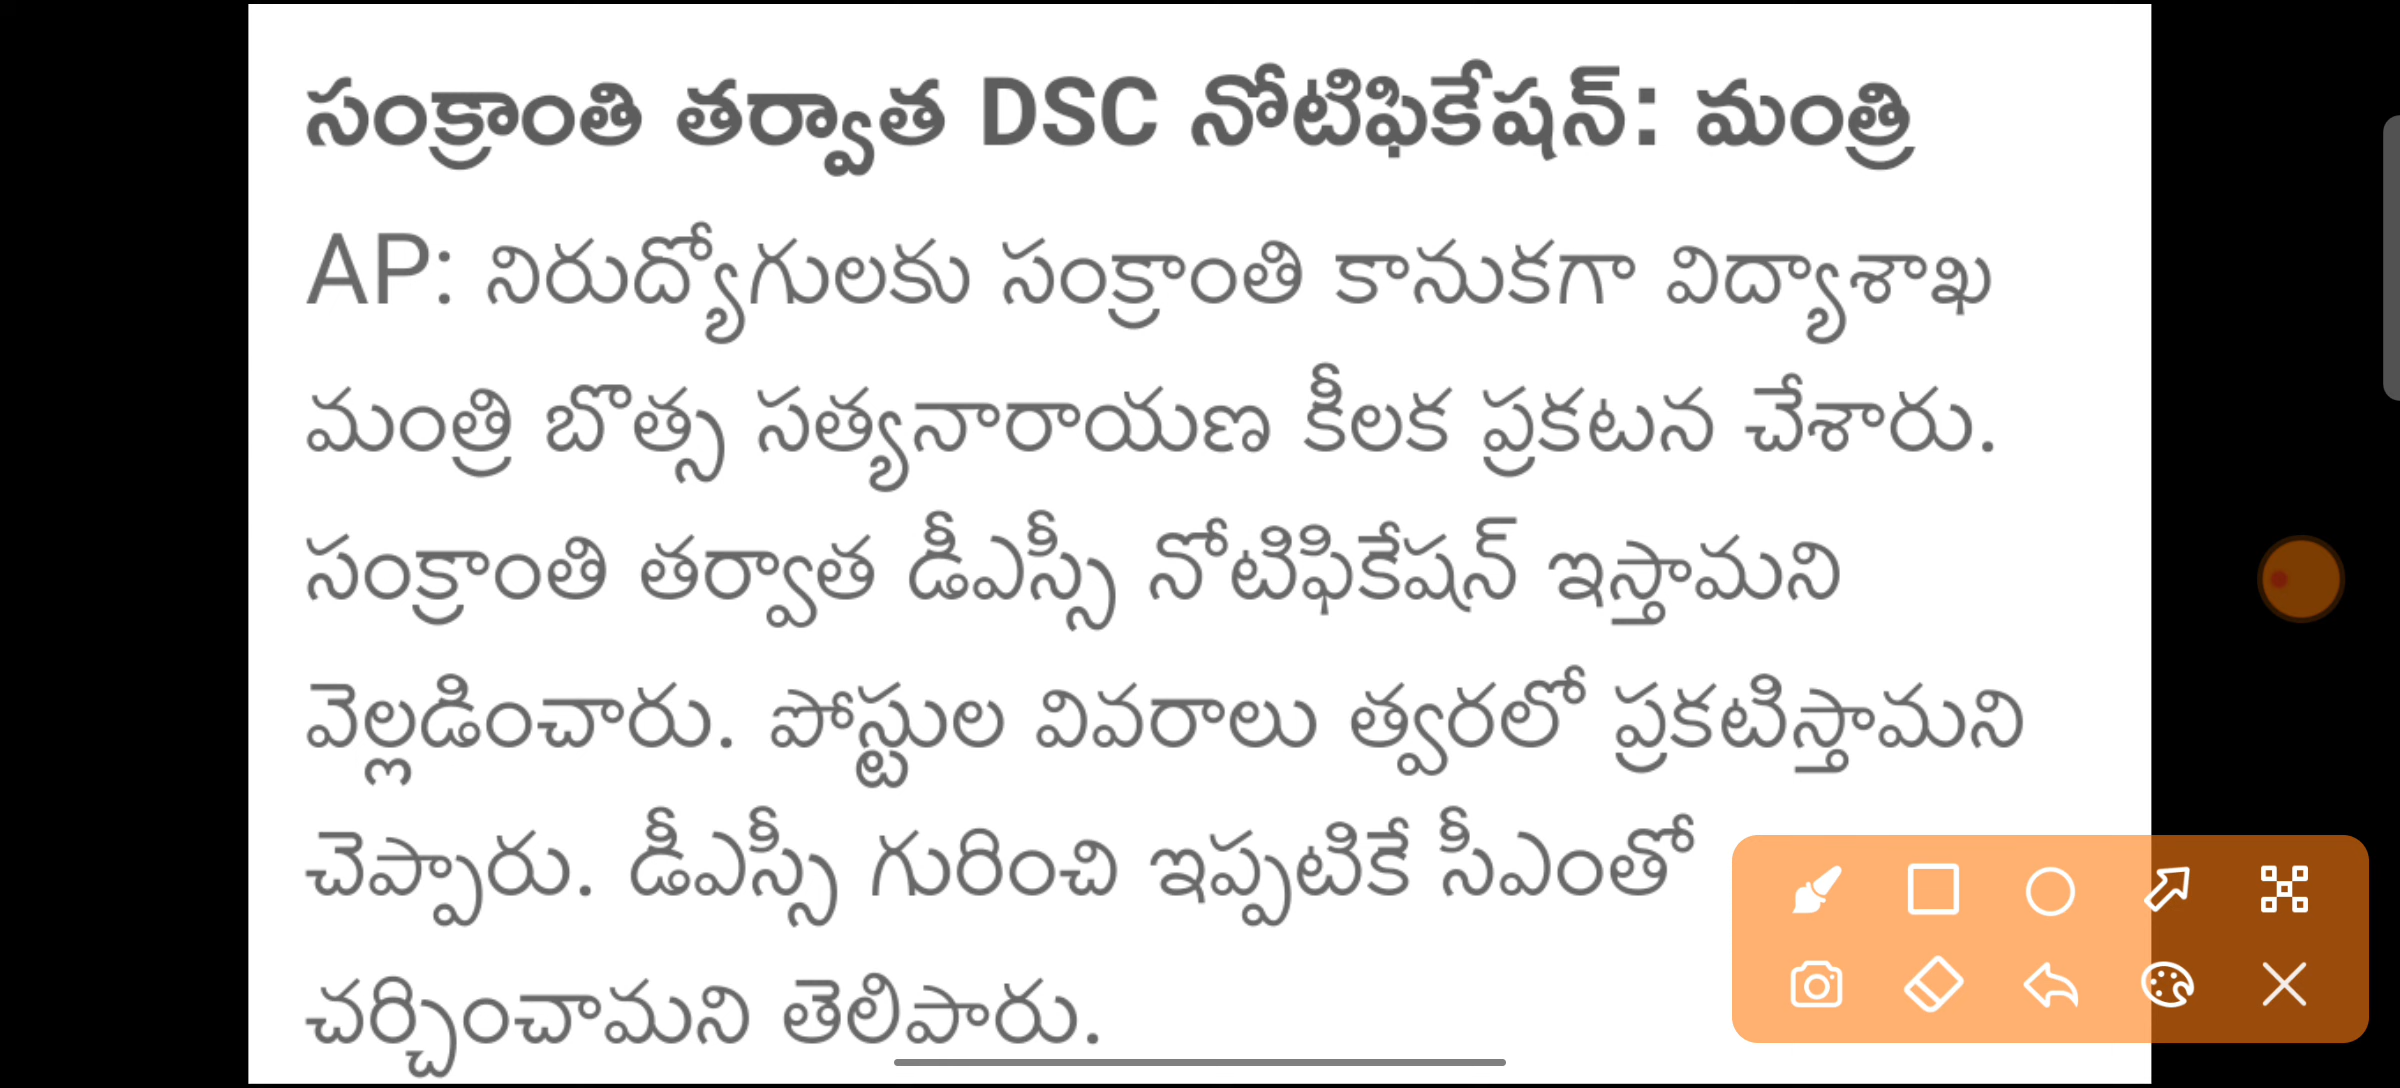 సంక్రాంతి తర్వాత DSC నోటిఫికేషన్: మంత్రి
AP: నిరుద్యోగులకు సంక్రాంతి కానుకగా విద్యాశాఖ
మంత్రి బొత్స సత్యనారాయణ కీలక ప్రకటన చేశారు.
సంక్రాంతి తర్వాత డీఎస్సీ నోటిఫికేషన్ ఇస్తామని
వెల్లడించారు. పోస్టుల వివరాలు త్వరలో ప్రకటిస్తామని
చెప్పారు. డీఎస్సీ గురించి ఇప్పటికే సీఎంతో
చర్చించామని తెలిపారు.